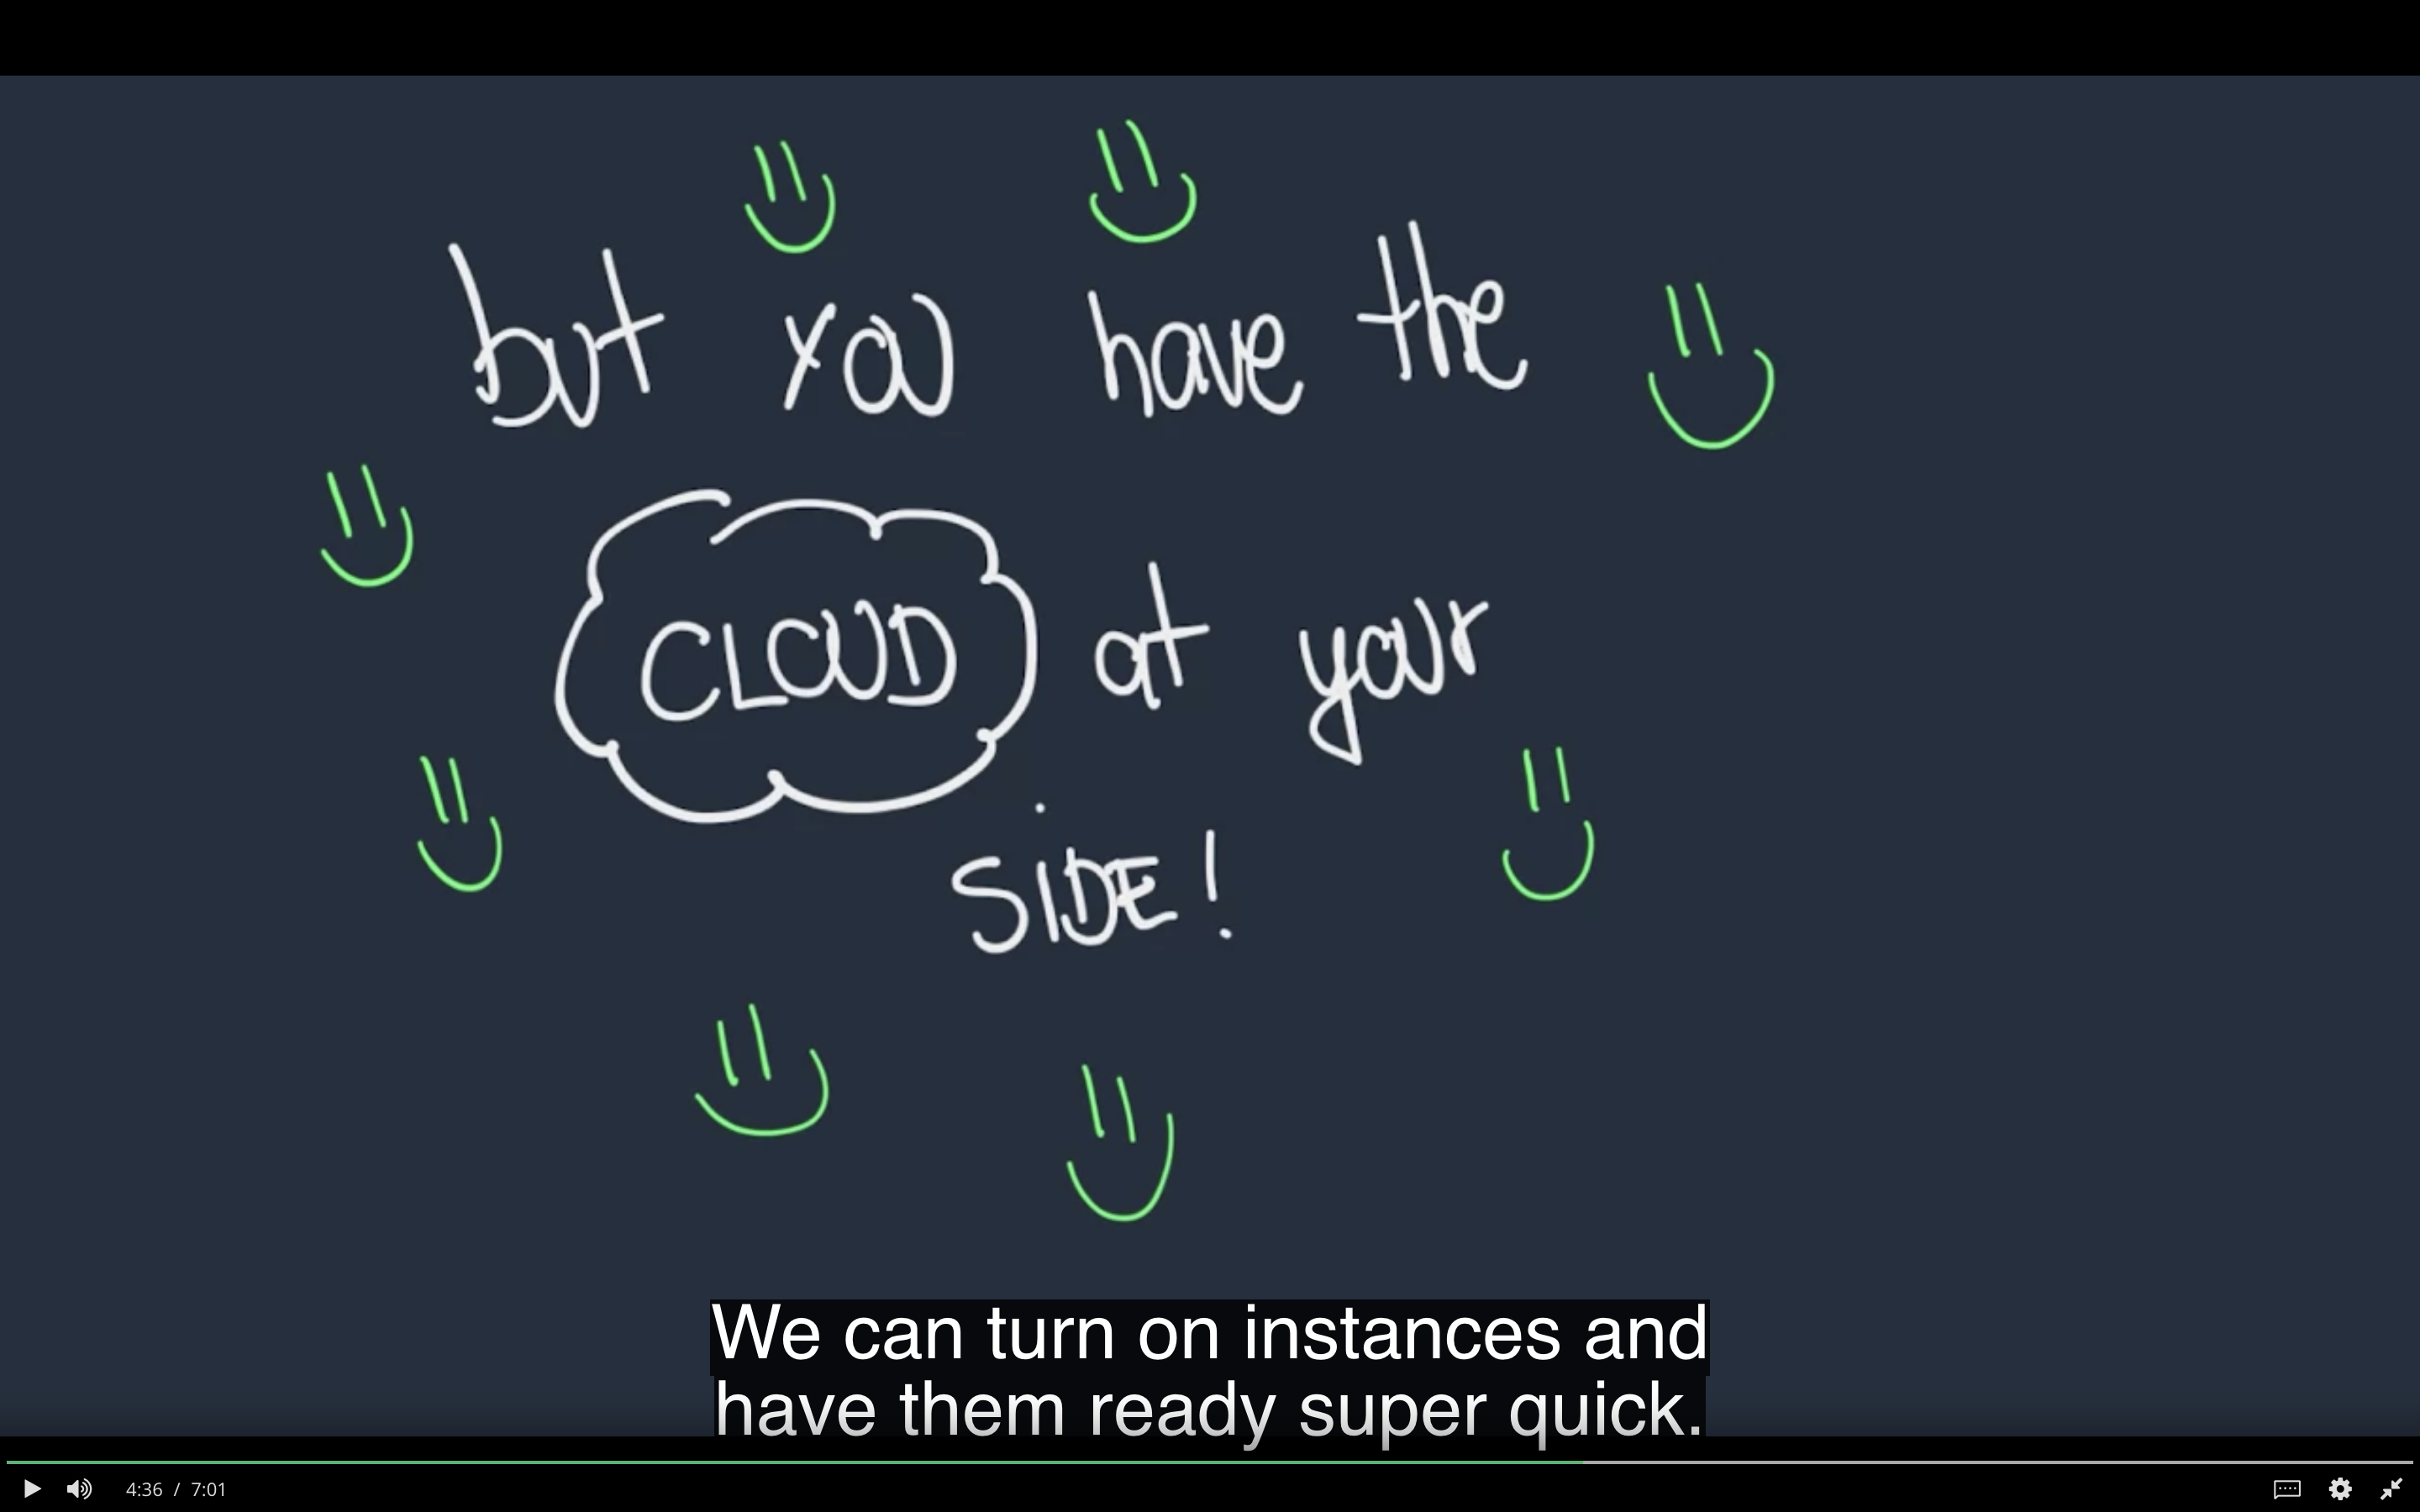 but you have the
CLOUD at your
SIDE!
We can turn on instances and
have them ready super quick.
4:36 / 7:01